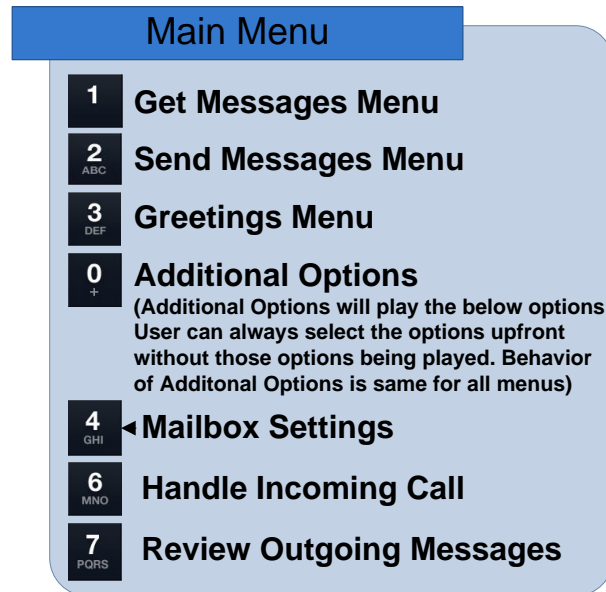 Main Menu
1 Get Messages Menu
2 ABC Send Messages Menu
3 DEF Greetings Menu
0 + Additional Options
(Additional Options will play the below options
User can always select the options upfront
without those options being played. Behavior
of Additonal Options is same for all menus)
4 GHI Mailbox Settings
6 MNO Handle Incoming Call
7 PQRS Review Outgoing Messages